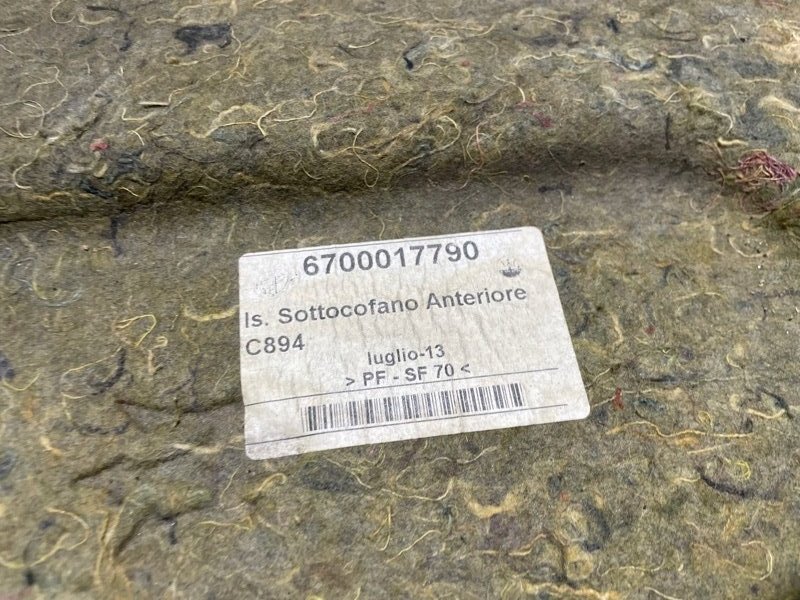 6700017790
Is. Sottocofano Anteriore
C894
luglio-13
> PF - SF 70 <